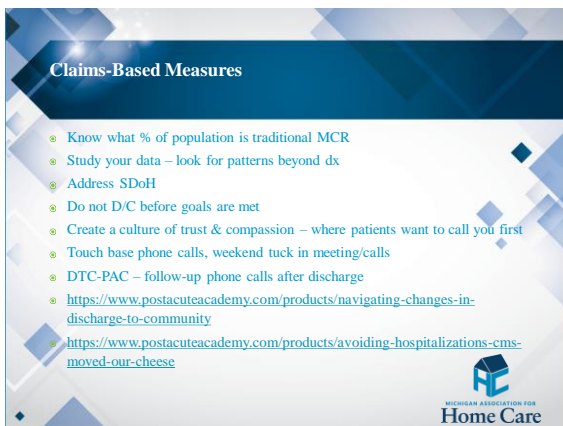 Claims-Based Measures
Know what % of population is traditional MCR
Study your data – look for patterns beyond dx
Address SDoH
Do not D/C before goals are met
Create a culture of trust & compassion – where patients want to call you first
Touch base phone calls, weekend tuck in meeting/calls
DTC-PAC – follow-up phone calls after discharge
https://www.postacuteacademy.com/products/navigating-changes-in-
discharge-to-community
https://www.postacuteacademy.com/products/avoiding-hospitalizations-cms-
moved-our-cheese
HC
MICHIGAN ASSOCIATION FOR
Home Care